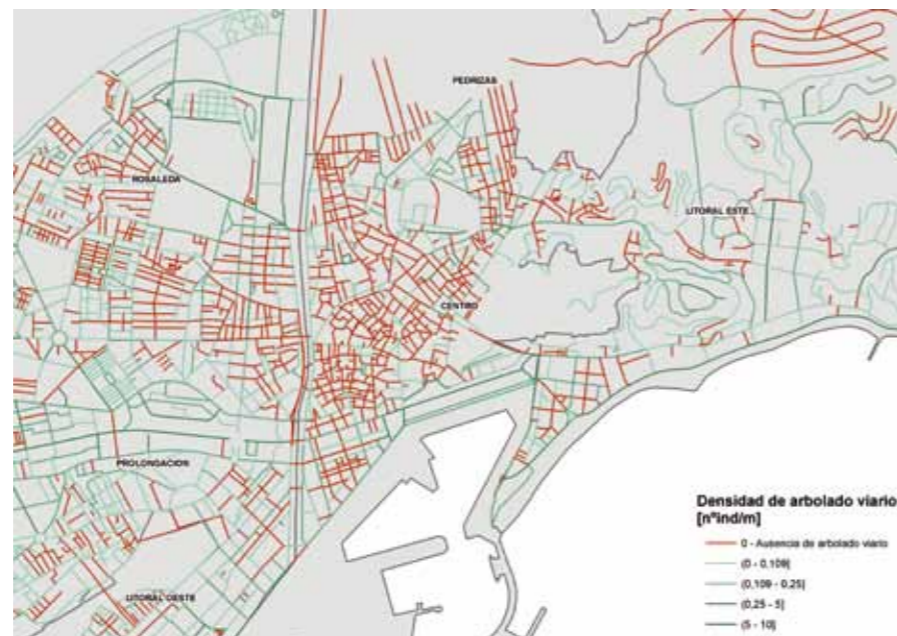 PEDRIZAS
ROSALEDA
LITORAL ESTE
CENTRO
PROLONGACION
LITORAL OESTE
Densidad de arbolado viario
[nºind/m]
0 - Ausencia de arbolado viario
(0 - 0,109]
(0,109 - 0,25]
(0,25 - 5]
(5 - 10]